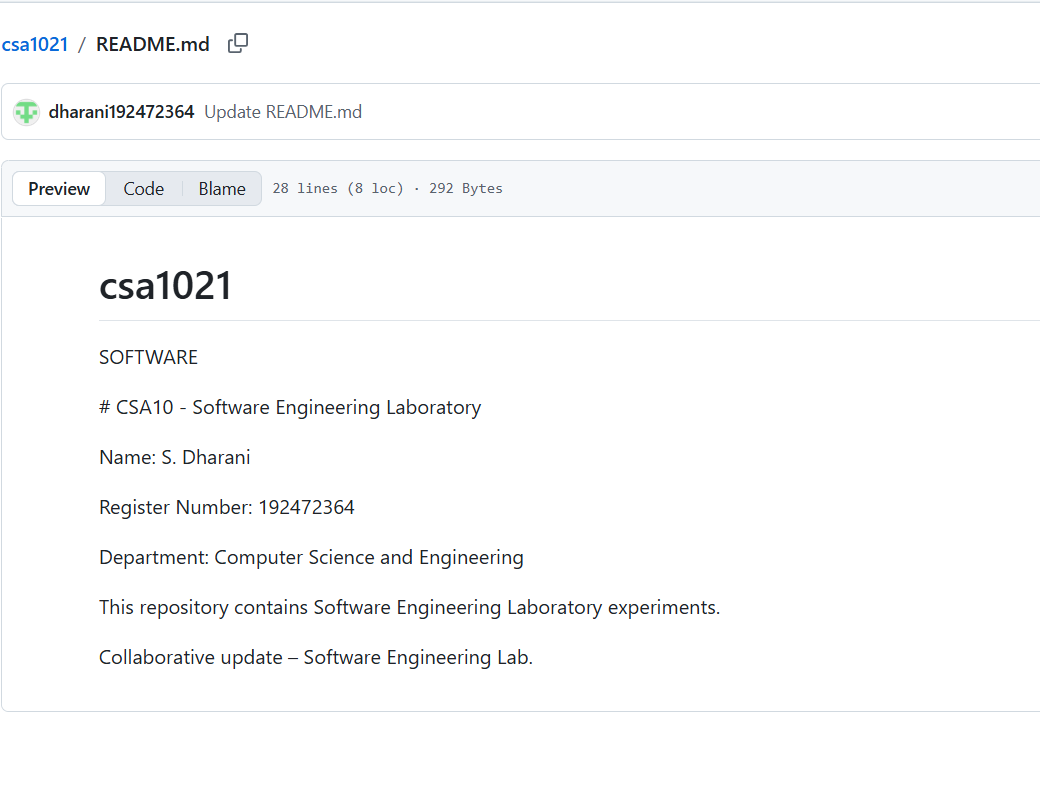 csa1021 / README.md
dharani192472364 Update README.md
Preview Code Blame 28 lines (8 loc) · 292 Bytes
csa1021
SOFTWARE
# CSA10 - Software Engineering Laboratory
Name: S. Dharani
Register Number: 192472364
Department: Computer Science and Engineering
This repository contains Software Engineering Laboratory experiments.
Collaborative update – Software Engineering Lab.